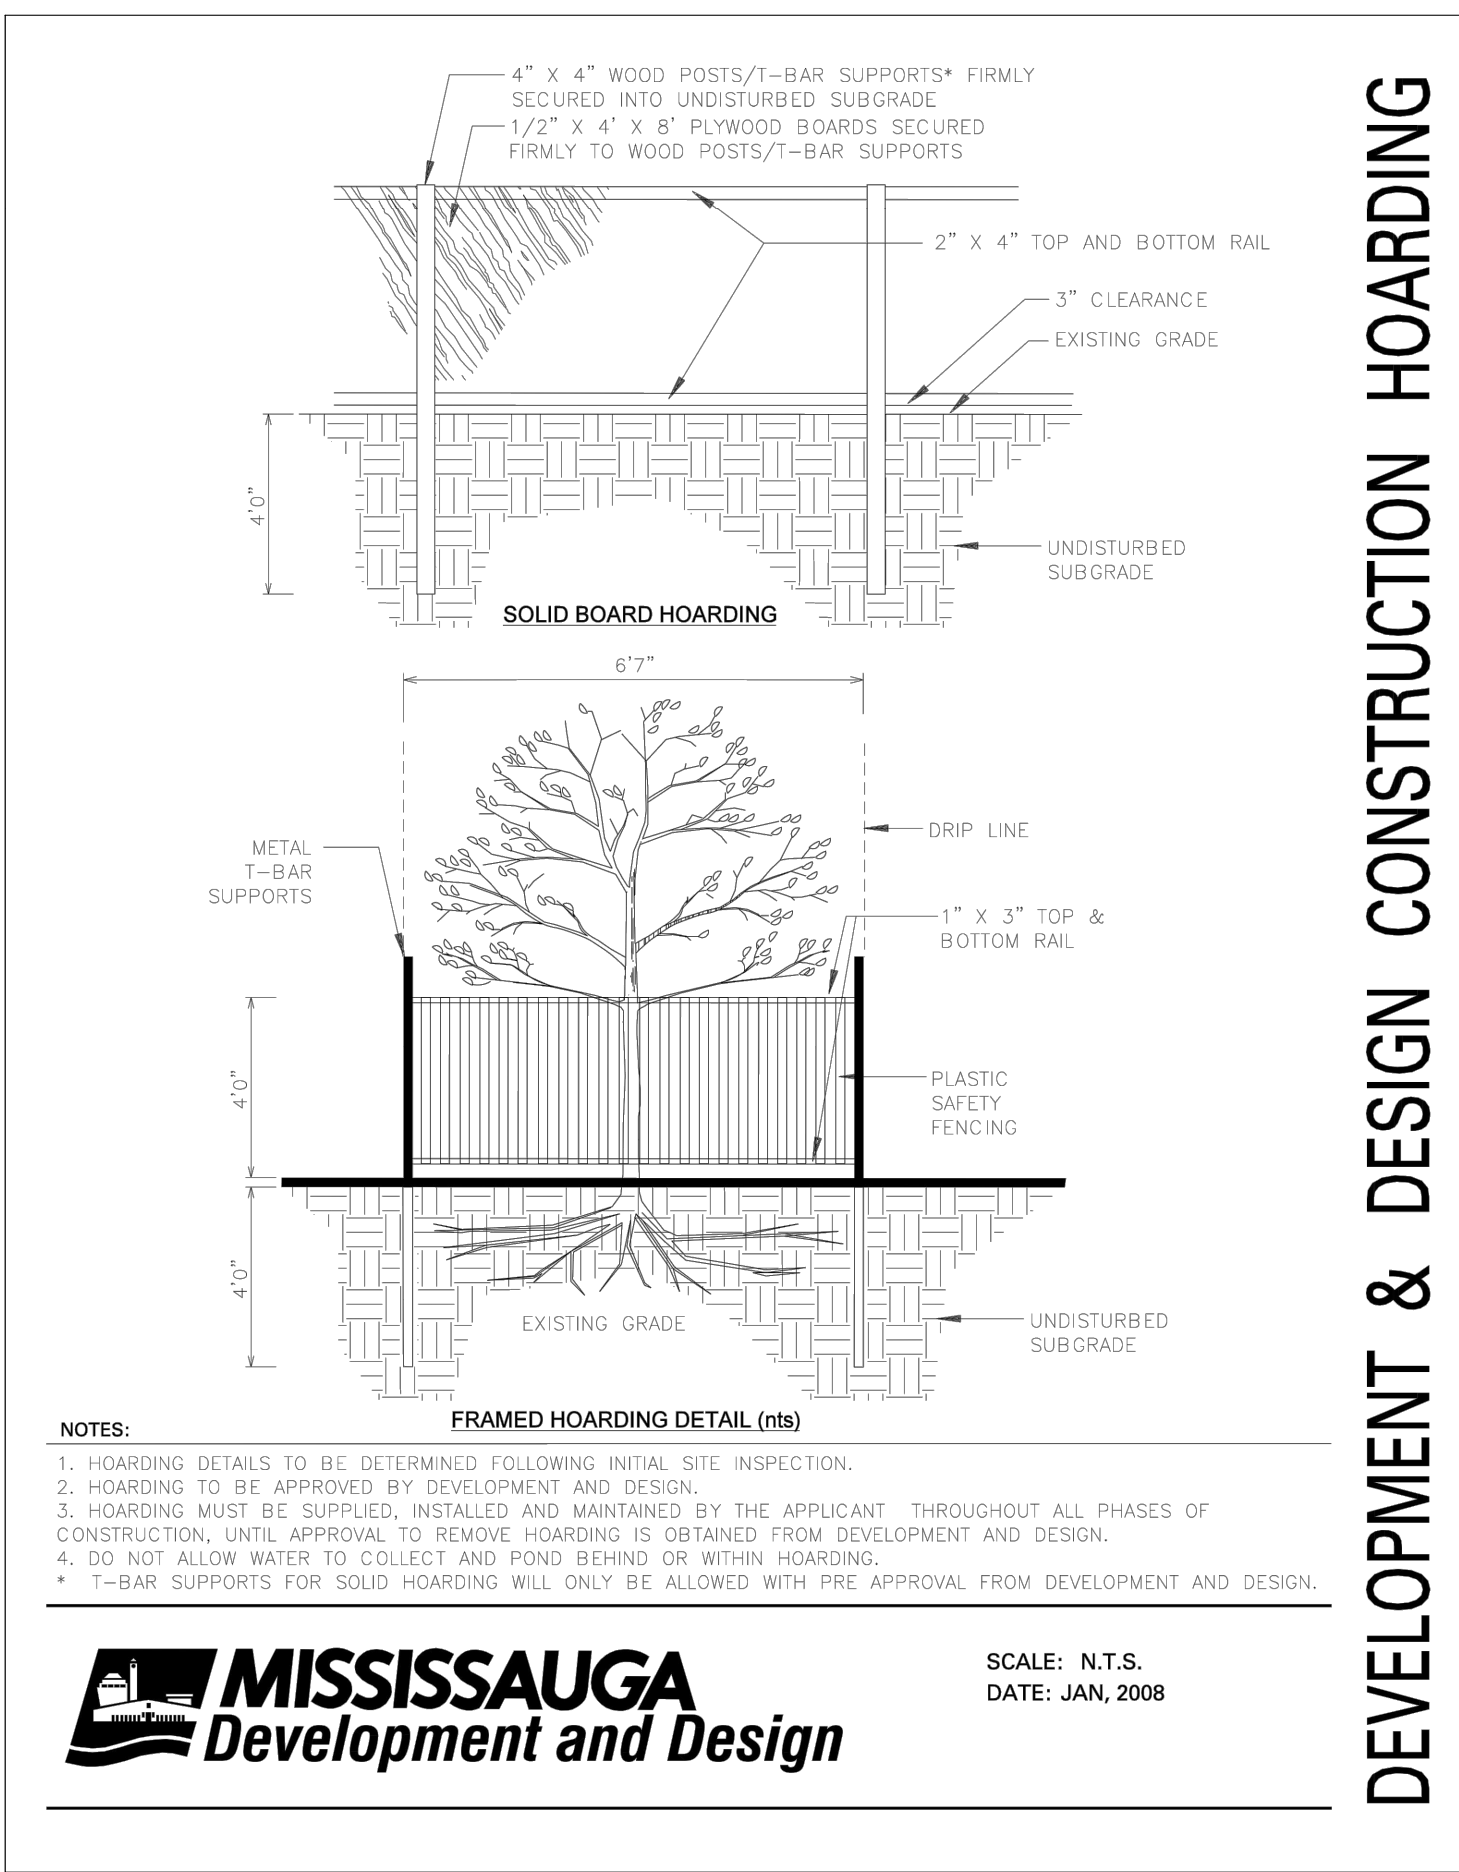 4” X 4” WOOD POSTS/T-BAR SUPPORTS* FIRMLY
SECURED INTO UNDISTURBED SUBGRADE
1/2” X 4’ X 8’ PLYWOOD BOARDS SECURED
FIRMLY TO WOOD POSTS/T-BAR SUPPORTS
2” X 4” TOP AND BOTTOM RAIL
3” CLEARANCE
EXISTING GRADE
4’0”
UNDISTURBED
SUBGRADE
SOLID BOARD HOARDING
6’7”
DRIP LINE
METAL
T-BAR
SUPPORTS
1” X 3” TOP &
BOTTOM RAIL
4’0”
PLASTIC
SAFETY
FENCING
4’0”
EXISTING GRADE
UNDISTURBED
SUBGRADE
FRAMED HOARDING DETAIL (nts)
NOTES:
1. HOARDING DETAILS TO BE DETERMINED FOLLOWING INITIAL SITE INSPECTION.
2. HOARDING TO BE APPROVED BY DEVELOPMENT AND DESIGN.
3. HOARDING MUST BE SUPPLIED, INSTALLED AND MAINTAINED BY THE APPLICANT THROUGHOUT ALL PHASES OF
CONSTRUCTION, UNTIL APPROVAL TO REMOVE HOARDING IS OBTAINED FROM DEVELOPMENT AND DESIGN.
4. DO NOT ALLOW WATER TO COLLECT AND POND BEHIND OR WITHIN HOARDING.
* T-BAR SUPPORTS FOR SOLID HOARDING WILL ONLY BE ALLOWED WITH PRE APPROVAL FROM DEVELOPMENT AND DESIGN.
MISSISSAUGA
Development and Design
SCALE: N.T.S.
DATE: JAN, 2008
DEVELOPMENT & DESIGN CONSTRUCTION HOARDING